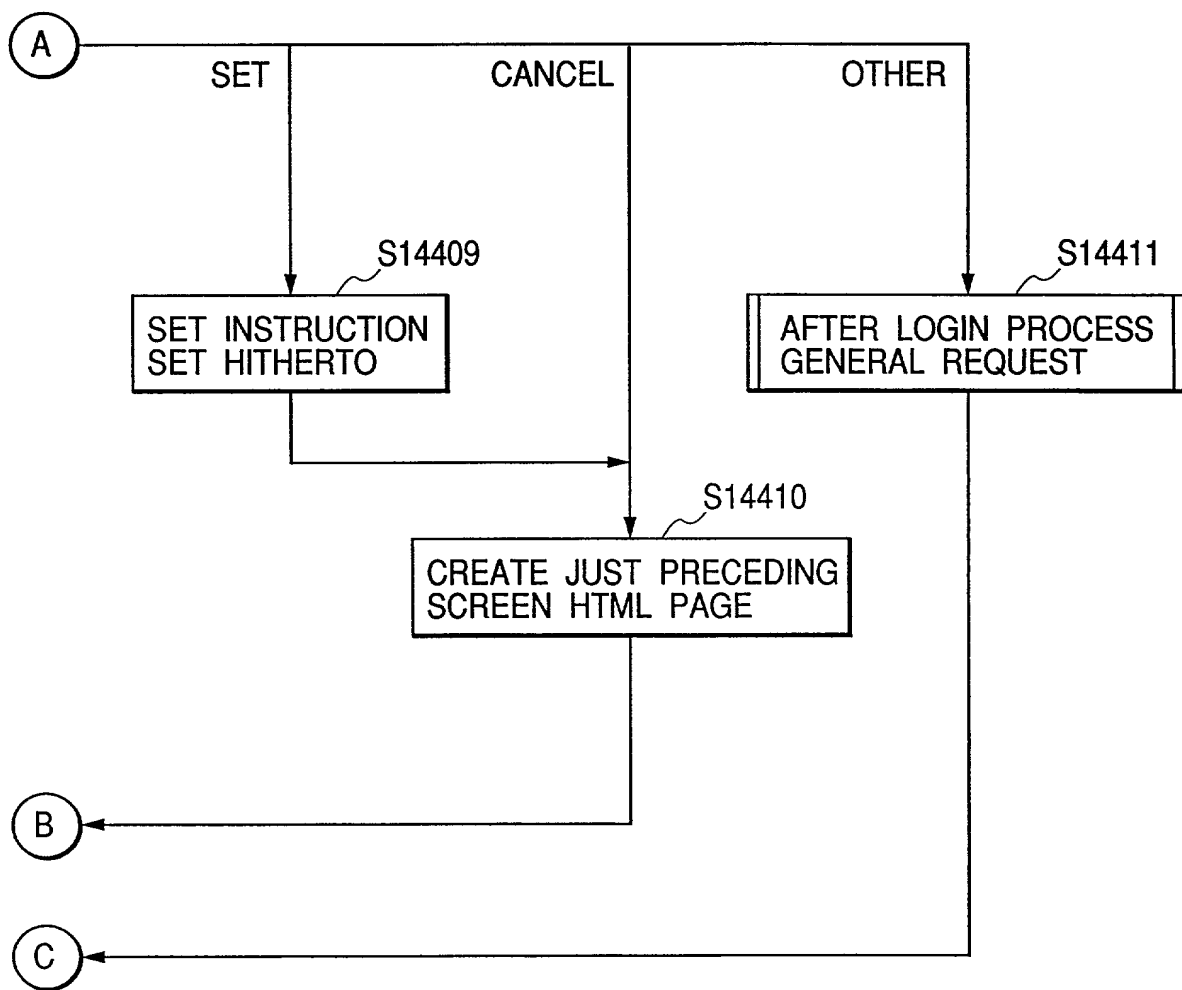 A
SET
CANCEL
OTHER
S14409
S14411
SET INSTRUCTION
SET HITHERTO
AFTER LOGIN PROCESS
GENERAL REQUEST
S14410
CREATE JUST PRECEDING
SCREEN HTML PAGE
B
C